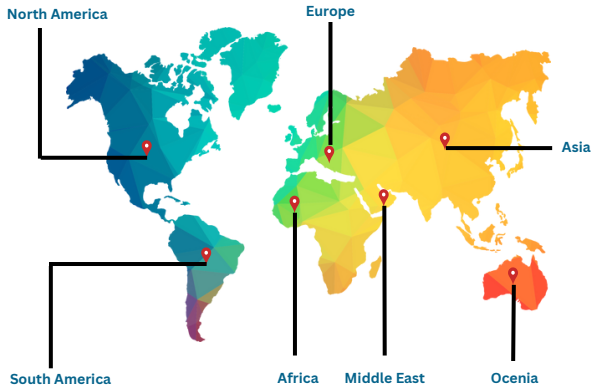 North America
Europe
Asia
South America
Africa
Middle East
Ocenia